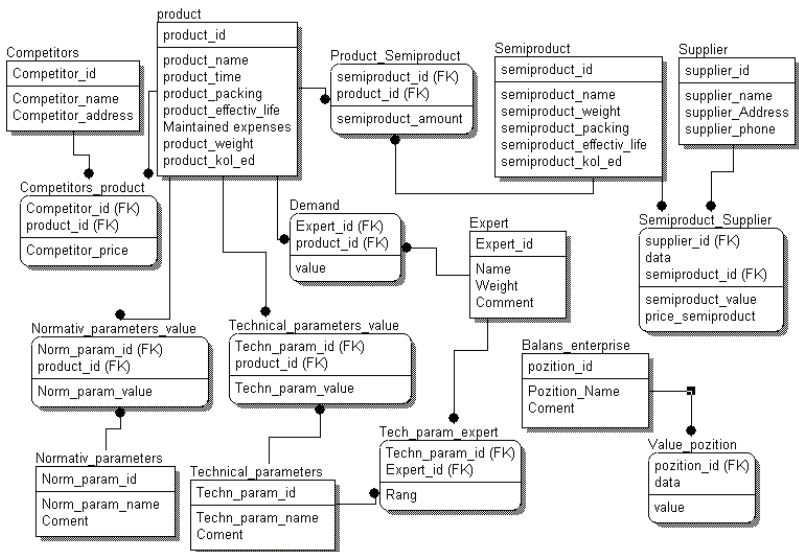 product
product_id
product_name
product_time
product_packing
product_effectiv_life
Maintained expenses
product_weight
product_kol_ed
Competitors
Competitor_id
Competitor_name
Competitor_address
Product_Semiproduct
semiproduct_id (FK)
product_id (FK)
semiproduct_amount
Semiproduct
semiproduct_id
semiproduct_name
semiproduct_weight
semiproduct_packing
semiproduct_effectiv_life
semiproduct_kol_ed
Supplier
supplier_id
supplier_name
supplier_Address
supplier_phone
Competitors_product
Competitor_id (FK)
product_id (FK)
Competitor_price
Demand
Expert_id (FK)
product_id (FK)
value
Expert
Expert_id
Name
Weight
Comment
Semiproduct_Supplier
supplier_id (FK)
data
semiproduct_id (FK)
semiproduct_value
price_semiproduct
Normativ_parameters_value
Norm_param_id (FK)
product_id (FK)
Norm_param_value
Technical_parameters_value
Techn_param_id (FK)
product_id (FK)
Techn_param_value
Balans_enterprise
pozition_id
Pozition_Name
Coment
Normativ_parameters
Norm_param_id
Norm_param_name
Coment
Technical_parameters
Techn_param_id
Techn_param_name
Coment
Tech_param_expert
Techn_param_id (FK)
Expert_id (FK)
Rang
Value_pozition
pozition_id (FK)
data
value